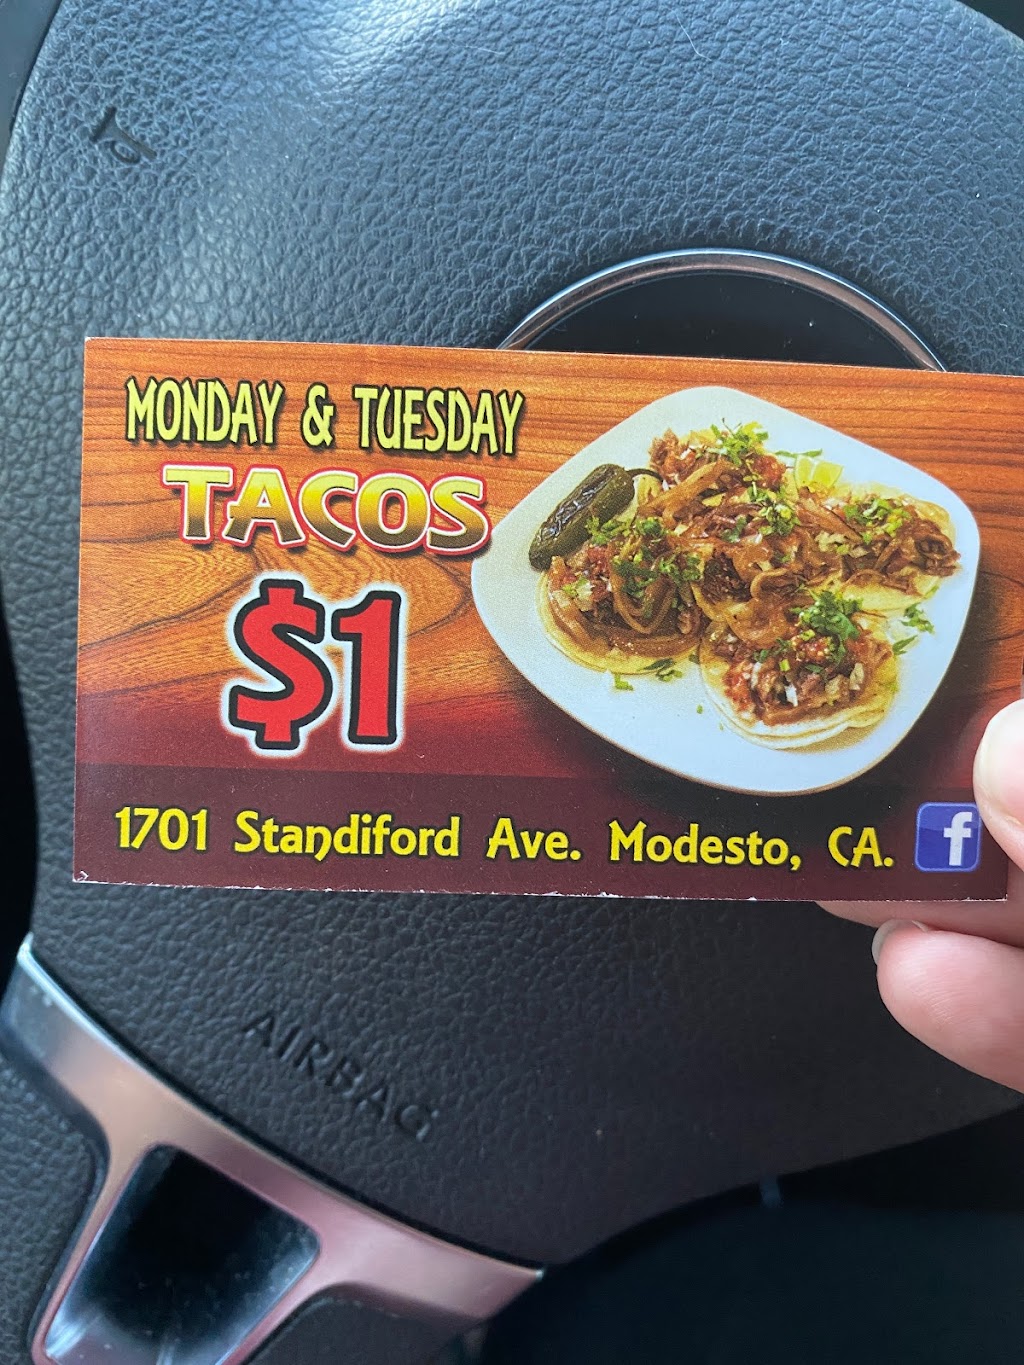 MONDAY & TUESDAY
TACOS
$1
1701 Standiford Ave. Modesto, CA.
f
AIRBAG